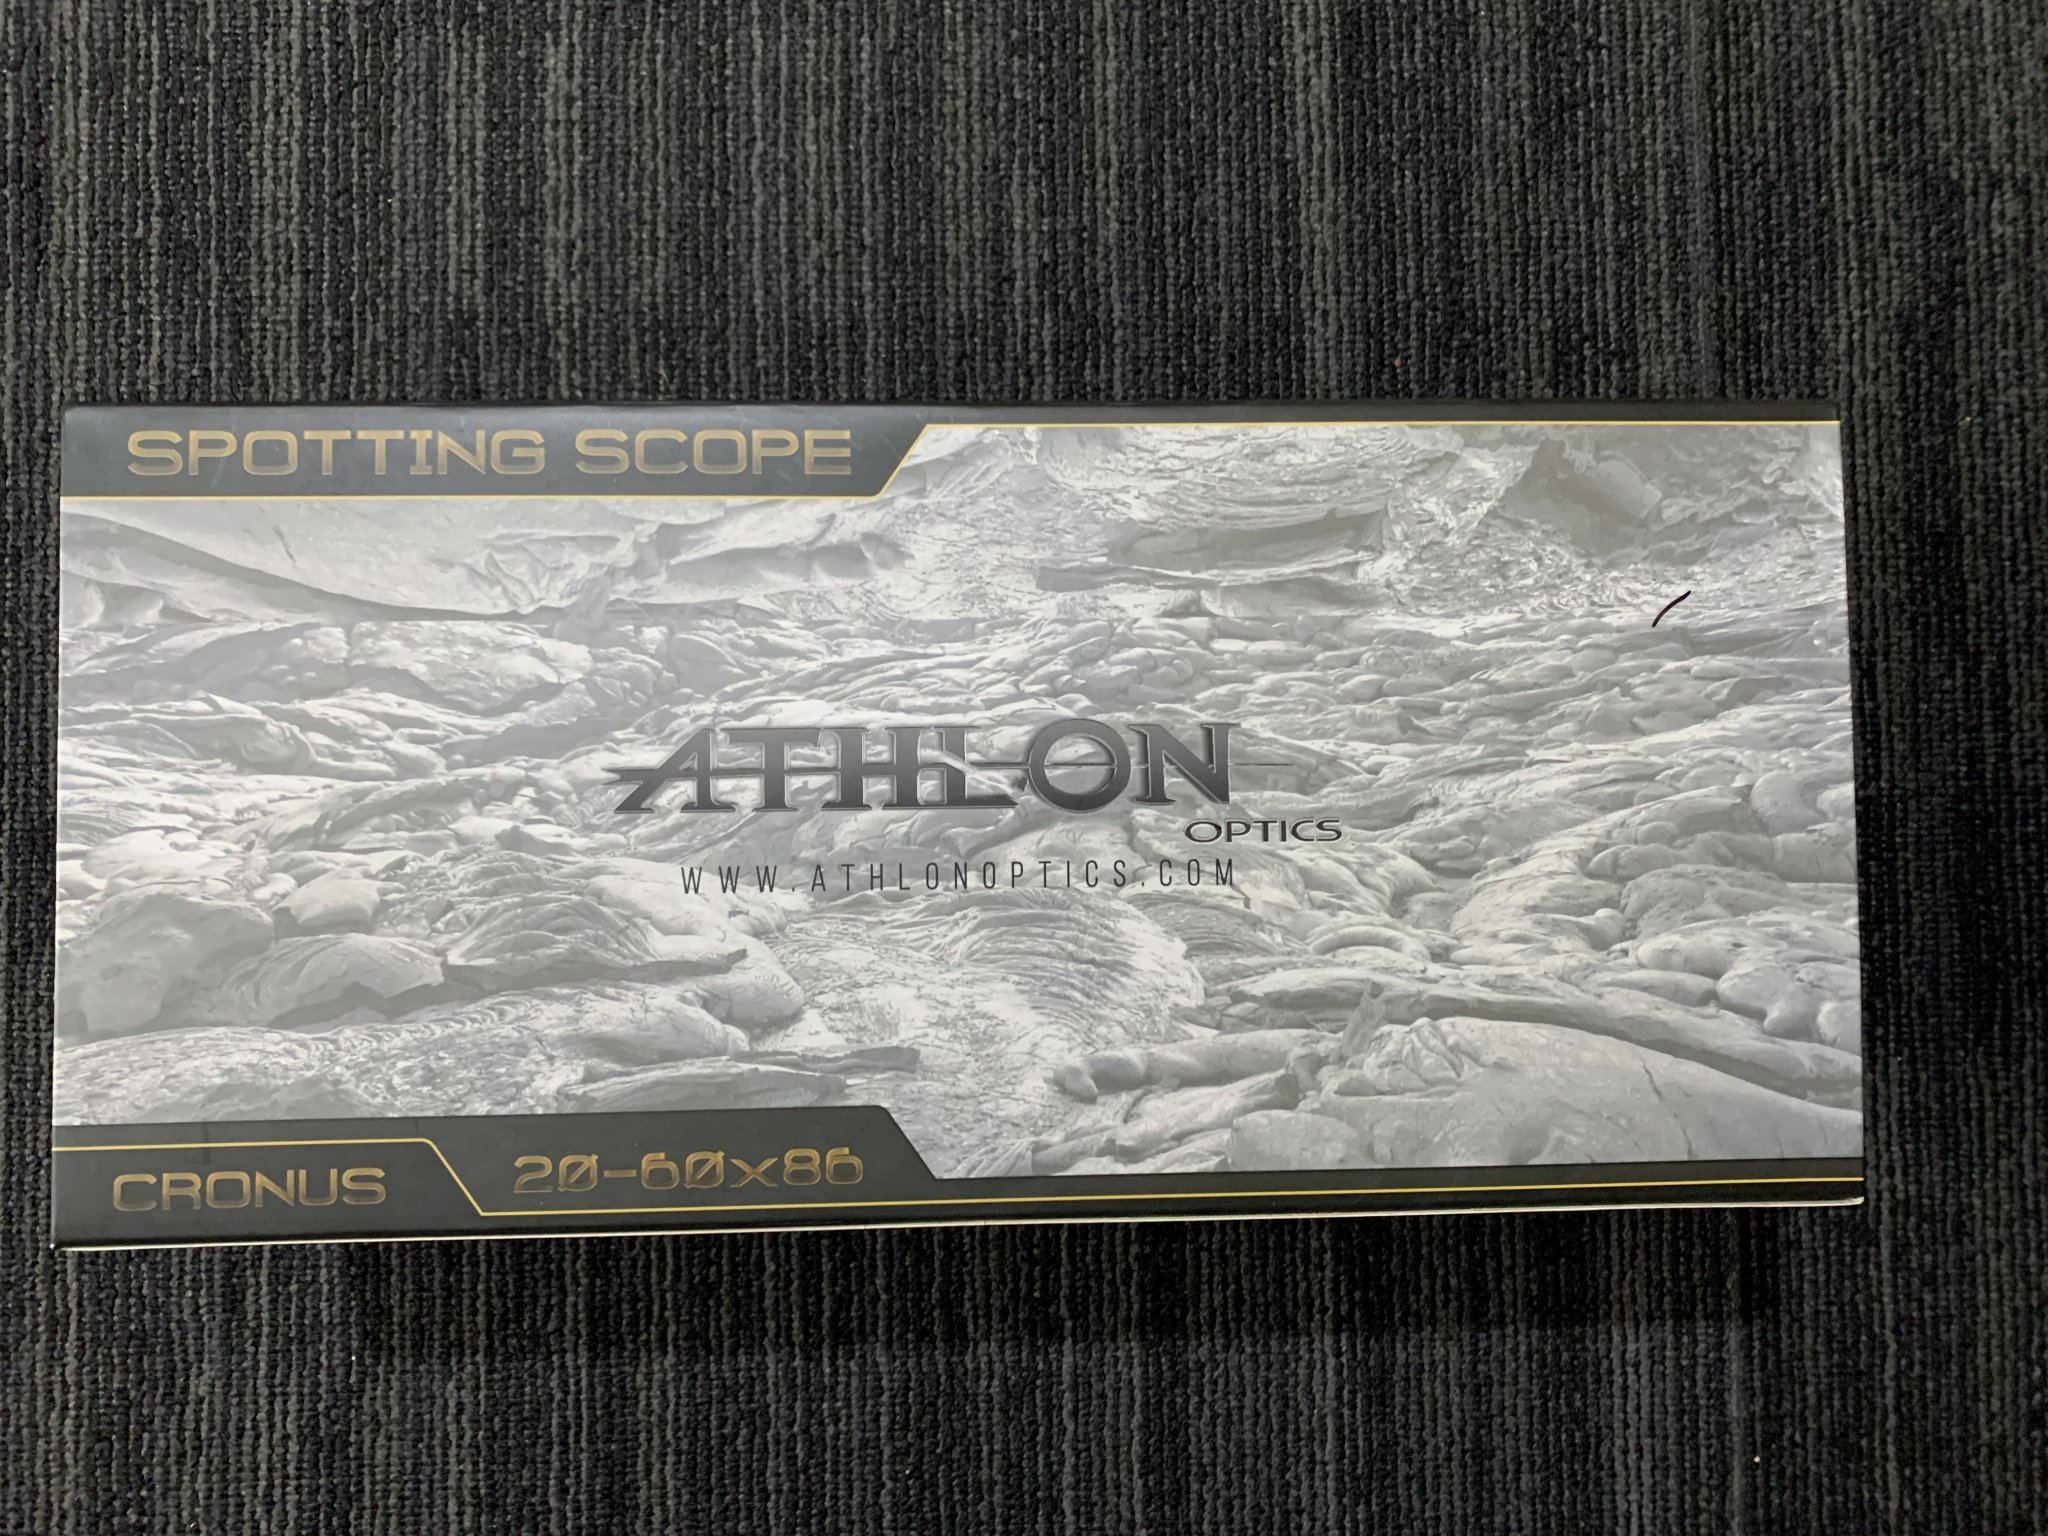 SPOTTING SCOPE
ATHLON
OPTICS
WWW.ATHLONOPTICS.COM
CRONUS 20-60x86